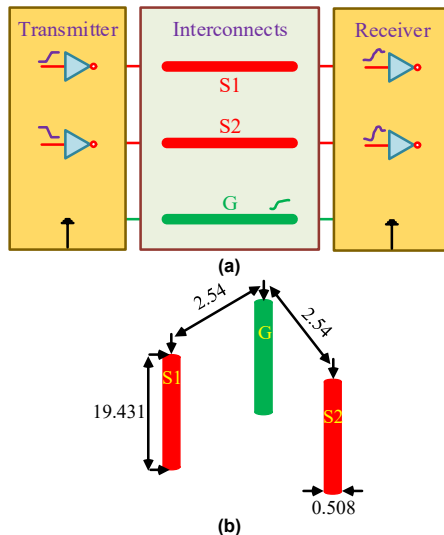 Transmitter Interconnects Receiver
S1
S2
G
(a)
2.54 2.54
G
S1
19.431
S2
0.508
(b)